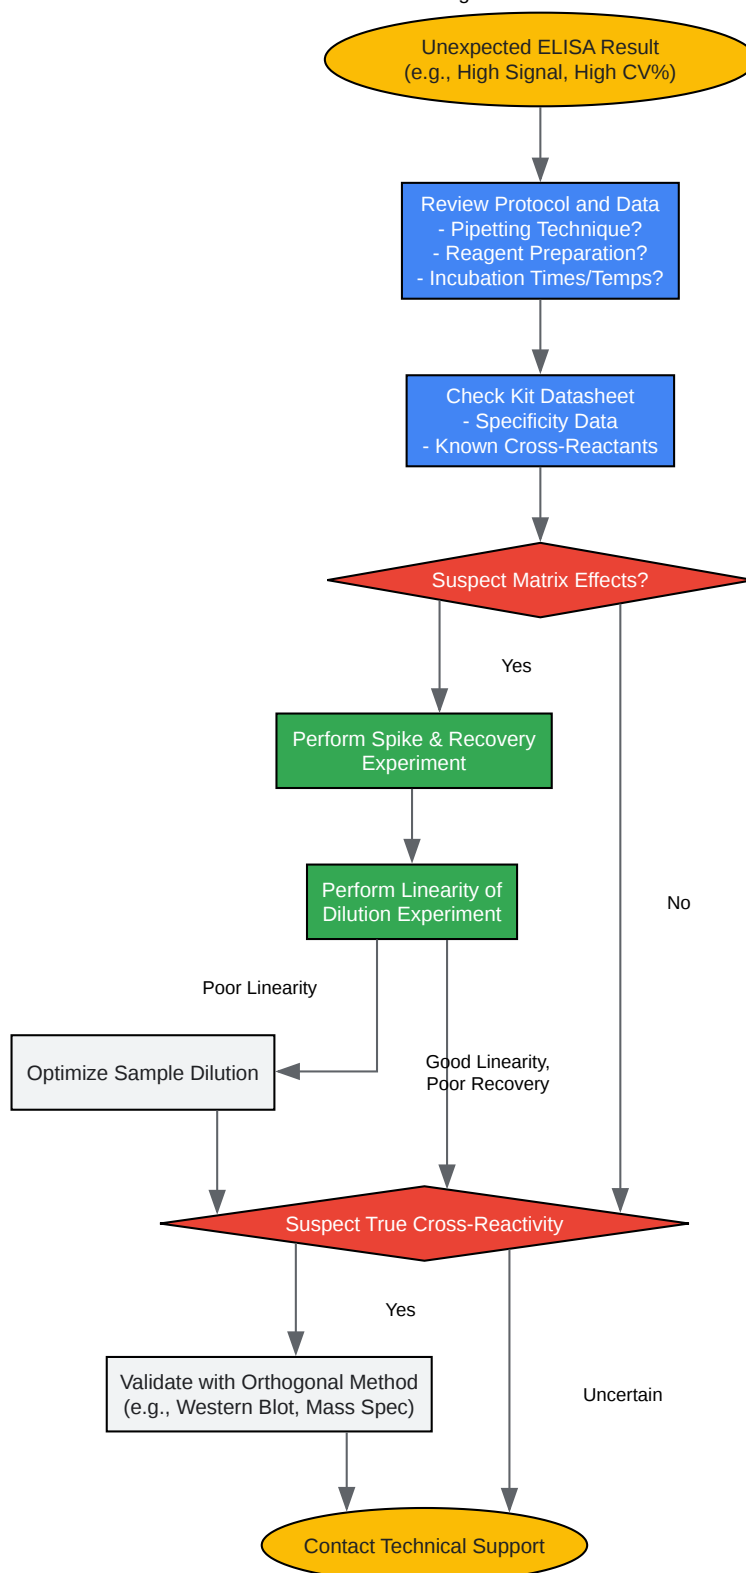 Unexpected ELISA Result
(e.g., High Signal, High CV%)
Review Protocol and Data
- Pipetting Technique?
- Reagent Preparation?
- Incubation Times/Temps?
Check Kit Datasheet
- Specificity Data
- Known Cross-Reactants
Suspect Matrix Effects?
Yes
Perform Spike & Recovery
Experiment
Perform Linearity of
Dilution Experiment
No
Poor Linearity
Optimize Sample Dilution
Good Linearity,
Poor Recovery
Suspect True Cross-Reactivity
Yes
Validate with Orthogonal Method
(e.g., Western Blot, Mass Spec)
Uncertain
Contact Technical Support